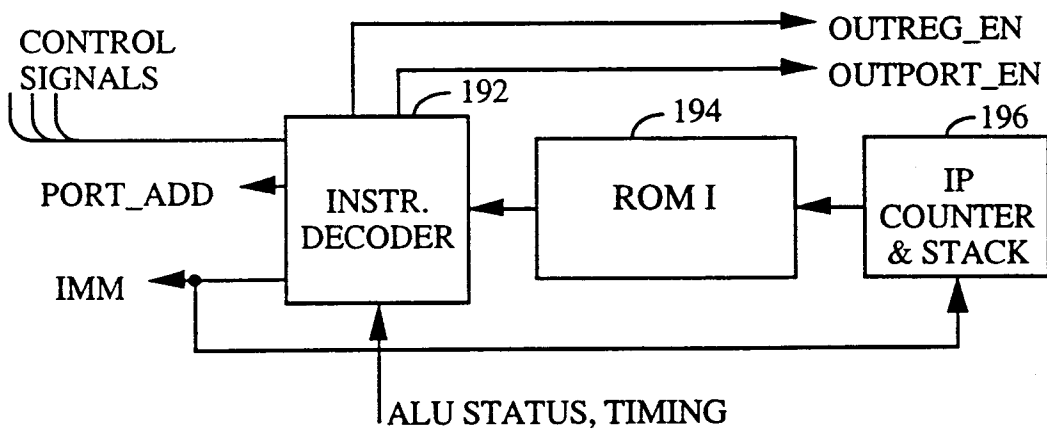 CONTROL
SIGNALS
OUTREG_EN
OUTPORT_EN
192
194
196
PORT_ADD
INSTR.
DECODER
ROM I
IP
COUNTER
& STACK
IMM
ALU STATUS, TIMING